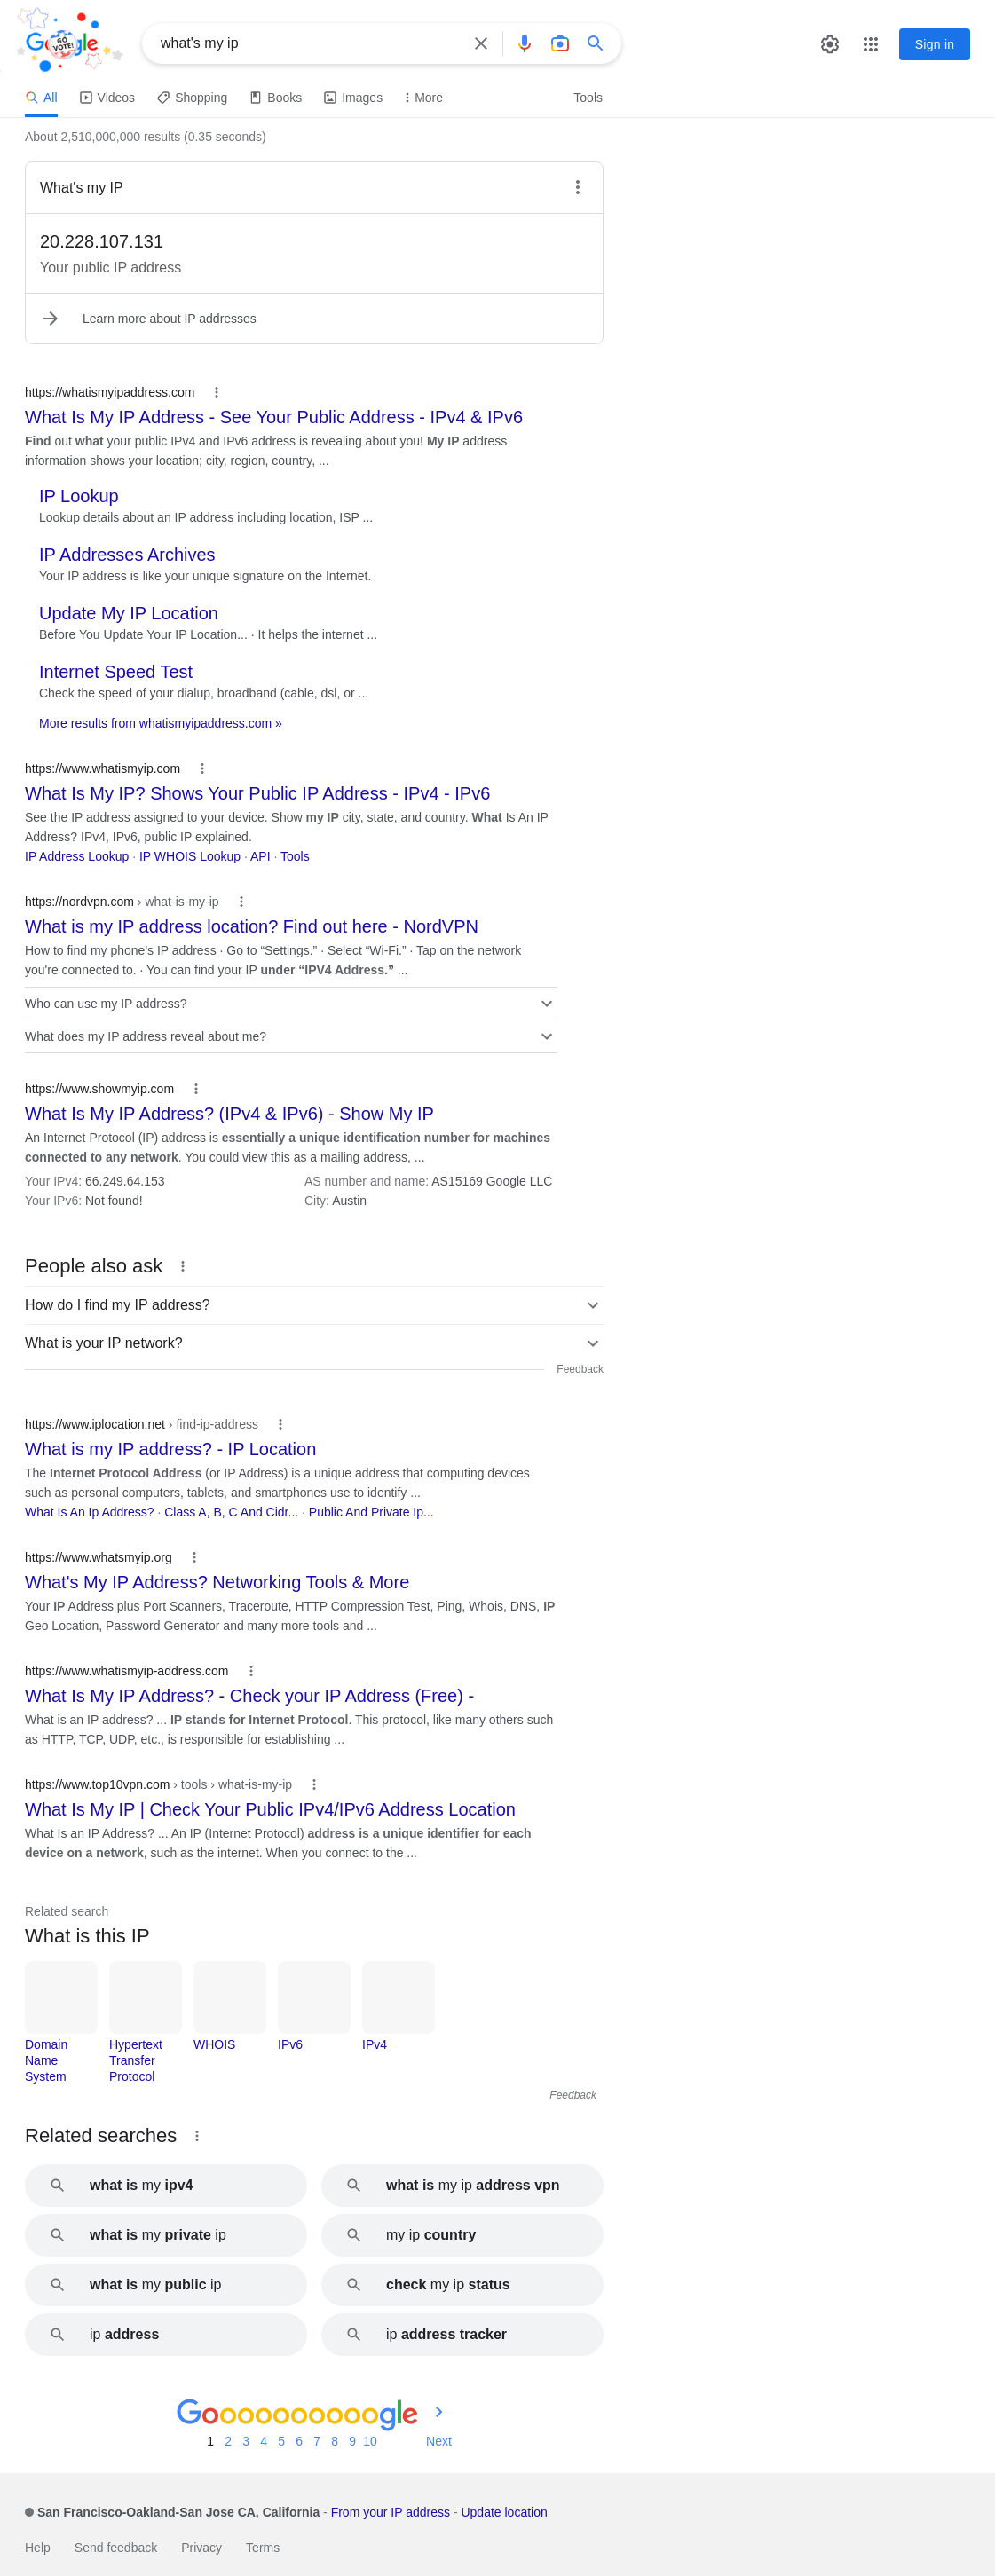 GO VOTE!
Google
what's my ip
Sign in
All Videos Shopping Books Images More Tools
About 2,510,000,000 results (0.35 seconds)
What's my IP
20.228.107.131
Your public IP address
Learn more about IP addresses
https://whatismyipaddress.com
What Is My IP Address - See Your Public Address - IPv4 & IPv6
Find out what your public IPv4 and IPv6 address is revealing about you! My IP address
information shows your location; city, region, country, ...
IP Lookup
Lookup details about an IP address including location, ISP ...
IP Addresses Archives
Your IP address is like your unique signature on the Internet.
Update My IP Location
Before You Update Your IP Location... · It helps the internet ...
Internet Speed Test
Check the speed of your dialup, broadband (cable, dsl, or ...
More results from whatismyipaddress.com »
https://www.whatismyip.com
What Is My IP? Shows Your Public IP Address - IPv4 - IPv6
See the IP address assigned to your device. Show my IP city, state, and country. What Is An IP
Address? IPv4, IPv6, public IP explained.
IP Address Lookup · IP WHOIS Lookup · API · Tools
https://nordvpn.com › what-is-my-ip
What is my IP address location? Find out here - NordVPN
How to find my phone's IP address · Go to “Settings.” · Select “Wi-Fi.” · Tap on the network
you're connected to. · You can find your IP under “IPV4 Address.” ...
Who can use my IP address?
What does my IP address reveal about me?
https://www.showmyip.com
What Is My IP Address? (IPv4 & IPv6) - Show My IP
An Internet Protocol (IP) address is essentially a unique identification number for machines
connected to any network. You could view this as a mailing address, ...
Your IPv4: 66.249.64.153 AS number and name: AS15169 Google LLC
Your IPv6: Not found! City: Austin
People also ask
How do I find my IP address?
What is your IP network?
Feedback
https://www.iplocation.net › find-ip-address
What is my IP address? - IP Location
The Internet Protocol Address (or IP Address) is a unique address that computing devices
such as personal computers, tablets, and smartphones use to identify ...
What Is An Ip Address? · Class A, B, C And Cidr... · Public And Private Ip...
https://www.whatsmyip.org
What's My IP Address? Networking Tools & More
Your IP Address plus Port Scanners, Traceroute, HTTP Compression Test, Ping, Whois, DNS, IP
Geo Location, Password Generator and many more tools and ...
https://www.whatismyip-address.com
What Is My IP Address? - Check your IP Address (Free) -
What is an IP address? ... IP stands for Internet Protocol. This protocol, like many others such
as HTTP, TCP, UDP, etc., is responsible for establishing ...
https://www.top10vpn.com › tools › what-is-my-ip
What Is My IP | Check Your Public IPv4/IPv6 Address Location
What Is an IP Address? ... An IP (Internet Protocol) address is a unique identifier for each
device on a network, such as the internet. When you connect to the ...
Related search
What is this IP
Domain Name System
Hypertext Transfer Protocol
WHOIS
IPv6
IPv4
Feedback
Related searches
what is my ipv4
what is my ip address vpn
what is my private ip
my ip country
what is my public ip
check my ip status
ip address
ip address tracker
Goooooooooogle
1 2 3 4 5 6 7 8 9 10 Next
San Francisco-Oakland-San Jose CA, California - From your IP address - Update location
Help Send feedback Privacy Terms